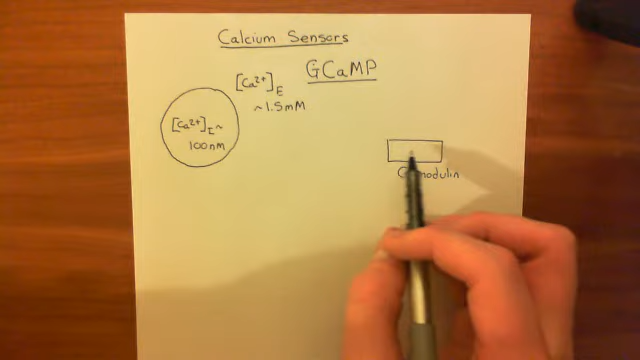 Calcium Sensors
GCaMP
[Ca²⁺]E
~1.5mM
[Ca²⁺]I~
100nM